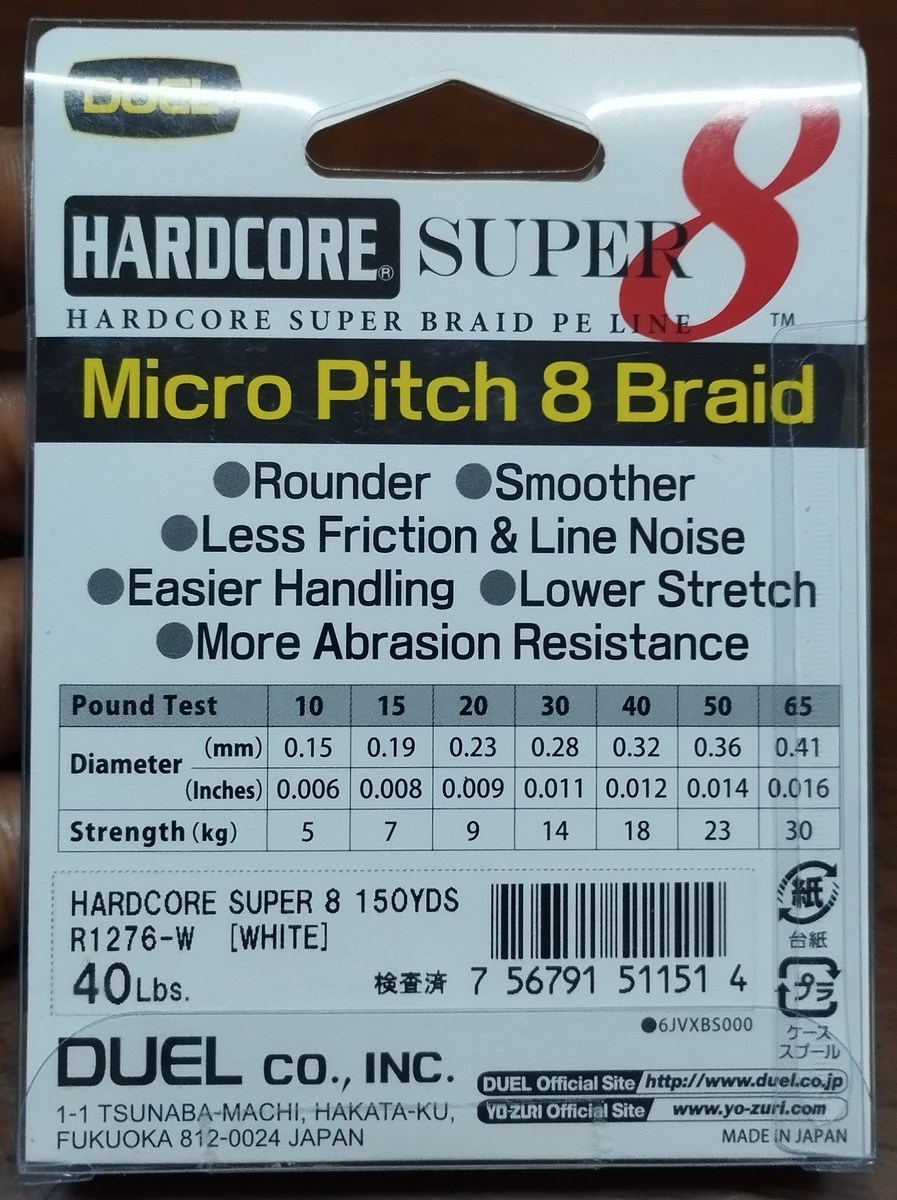 DUEL
HARDCORE® SUPER 8
HARDCORE SUPER BRAID PE LINE ™
Micro Pitch 8 Braid
●Rounder ●Smoother
●Less Friction & Line Noise
●Easier Handling ●Lower Stretch
●More Abrasion Resistance
Pound Test 10 15 20 30 40 50 65
Diameter (mm) 0.15 0.19 0.23 0.28 0.32 0.36 0.41
(Inches) 0.006 0.008 0.009 0.011 0.012 0.014 0.016
Strength (kg) 5 7 9 14 18 23 30
HARDCORE SUPER 8 150YDS
R1276-W [WHITE]
40Lbs.
検査済 7 56791 51151 4
紙
台紙
プラ
ケース
スプール
●6JVXBS000
DUEL CO., INC.
1-1 TSUNABA-MACHI, HAKATA-KU,
FUKUOKA 812-0024 JAPAN
DUEL Official Site http://www.duel.co.jp
YO-ZURI Official Site www.yo-zuri.com
MADE IN JAPAN